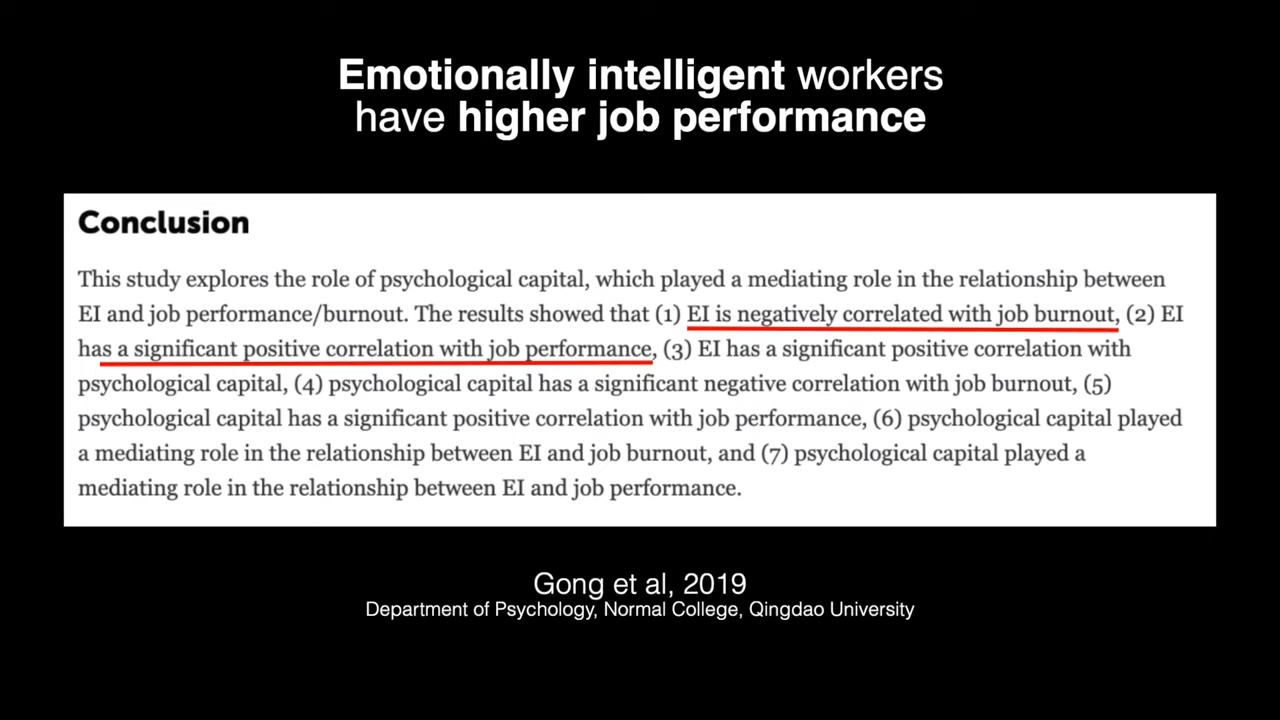 Emotionally intelligent workers
have higher job performance
Conclusion
This study explores the role of psychological capital, which played a mediating role in the relationship between
EI and job performance/burnout. The results showed that (1) EI is negatively correlated with job burnout, (2) EI
has a significant positive correlation with job performance, (3) EI has a significant positive correlation with
psychological capital, (4) psychological capital has a significant negative correlation with job burnout, (5)
psychological capital has a significant positive correlation with job performance, (6) psychological capital played
a mediating role in the relationship between EI and job burnout, and (7) psychological capital played a
mediating role in the relationship between EI and job performance.
Gong et al, 2019
Department of Psychology, Normal College, Qingdao University